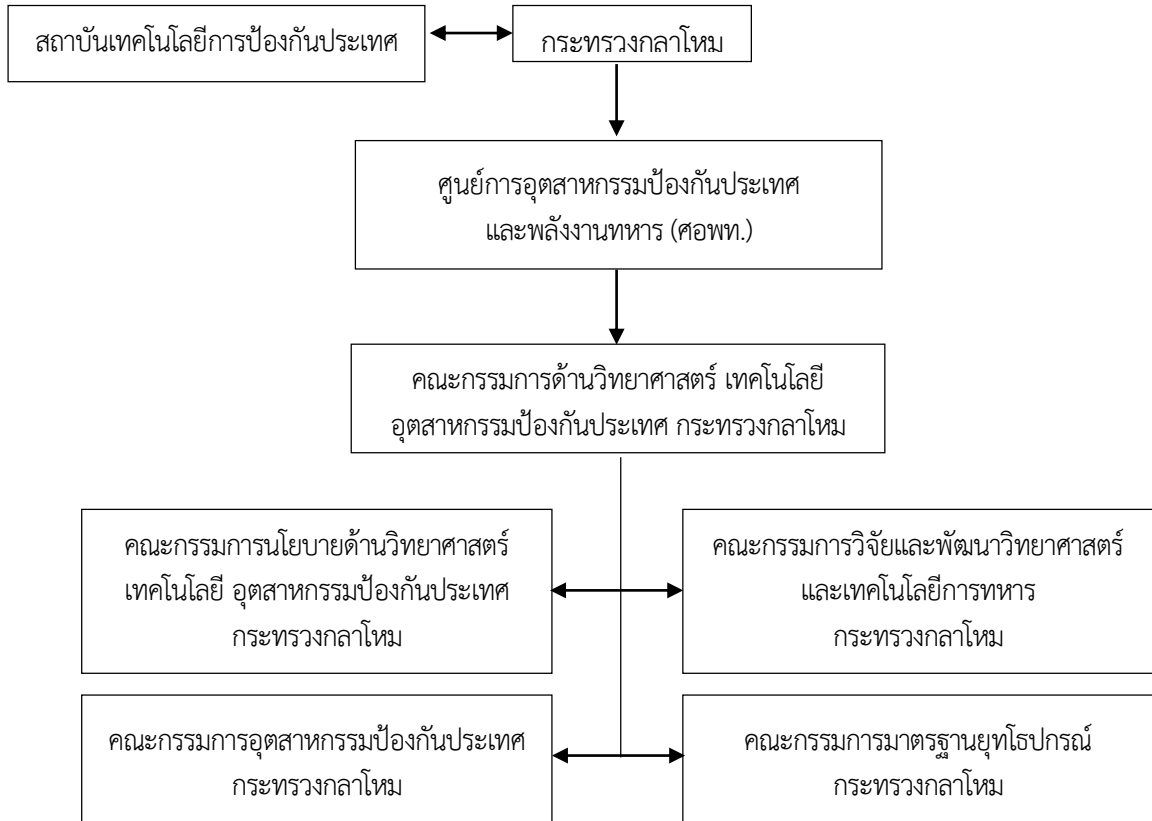 สถาบันเทคโนโลยีการป้องกันประเทศ
กระทรวงกลาโหม
ศูนย์การอุตสาหกรรมป้องกันประเทศ
และพลังงานทหาร (ศอพท.)
คณะกรรมการด้านวิทยาศาสตร์ เทคโนโลยี
อุตสาหกรรมป้องกันประเทศ กระทรวงกลาโหม
คณะกรรมการนโยบายด้านวิทยาศาสตร์
เทคโนโลยี อุตสาหกรรมป้องกันประเทศ
กระทรวงกลาโหม
คณะกรรมการวิจัยและพัฒนาวิทยาศาสตร์
และเทคโนโลยีการทหาร
กระทรวงกลาโหม
คณะกรรมการอุตสาหกรรมป้องกันประเทศ
กระทรวงกลาโหม
คณะกรรมการมาตรฐานยุทโธปกรณ์
กระทรวงกลาโหม